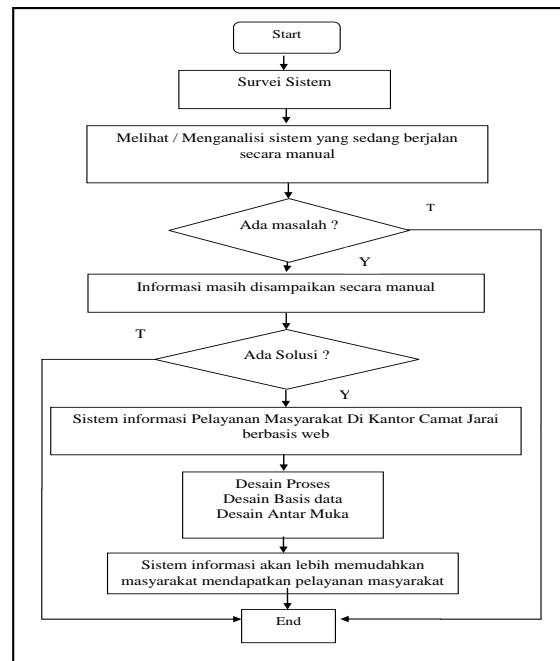 Start
Survei Sistem
Melihat / Menganalisi sistem yang sedang berjalan
secara manual
T
Ada masalah ?
Y
Informasi masih disampaikan secara manual
T
Ada Solusi ?
Y
Sistem informasi Pelayanan Masyarakat Di Kantor Camat Jarai
berbasis web
Desain Proses
Desain Basis data
Desain Antar Muka
Sistem informasi akan lebih memudahkan
masyarakat mendapatkan pelayanan masyarakat
End